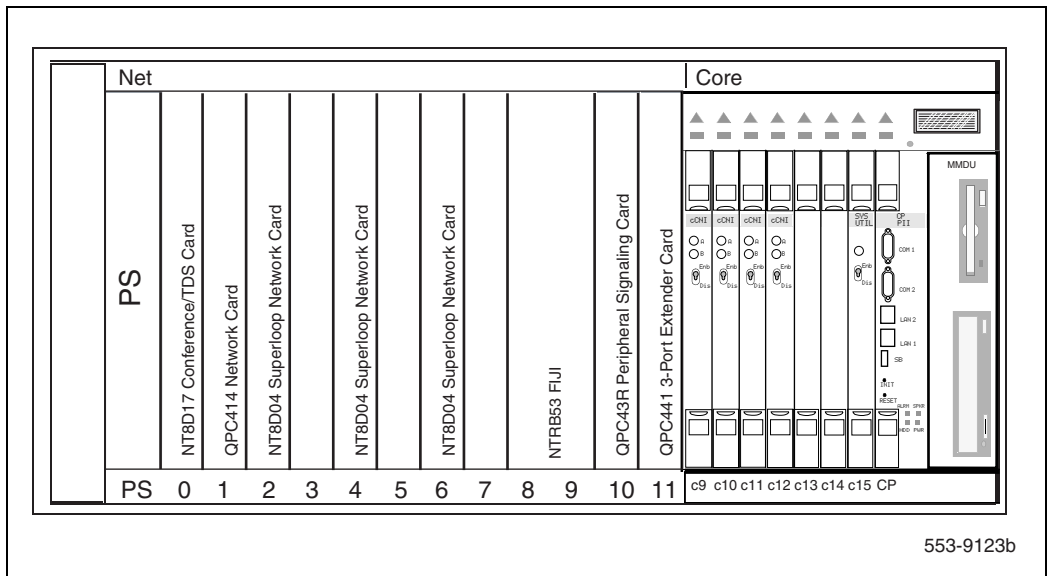 Net
Core
MMDU
cCNI cCNI cCNI cCNI SYS UTIL CP PII
A A A A
B B B B
Enb Enb Enb Enb Enb
Dis Dis Dis Dis Dis
COM 1
COM 2
LAN 2
LAN 1
SB
INIT
RESET
ALRM SPKR
HDD PWR
PS
NT8D17 Conference/TDS Card
QPC414 Network Card
NT8D04 Superloop Network Card
NT8D04 Superloop Network Card
NT8D04 Superloop Network Card
NTRB53 FIJI
QPC43R Peripheral Signaling Card
QPC441 3-Port Extender Card
PS 0 1 2 3 4 5 6 7 8 9 10 11 c9 c10 c11 c12 c13 c14 c15 CP
553-9123b